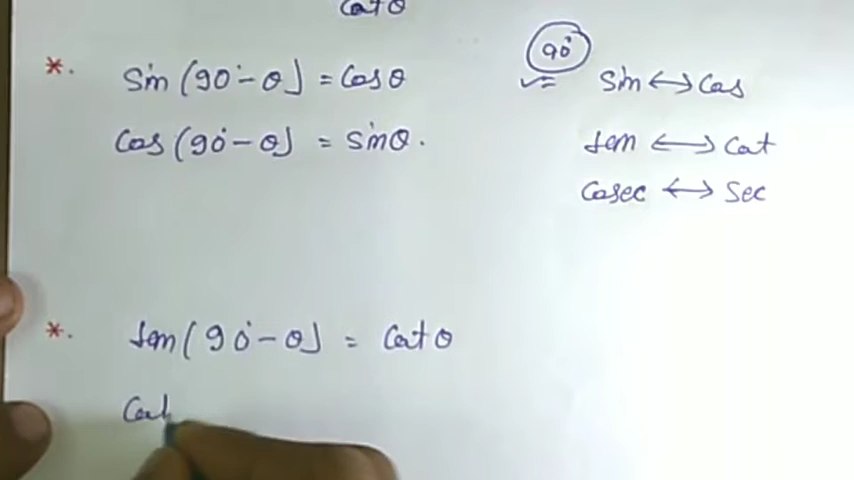 cot θ
*. sin (90° - θ) = cos θ
cos (90° - θ) = sin θ.
90°
sin ↔ cos
tan ↔ cot
cosec ↔ sec
*. tan (90° - θ) = cot θ
cot